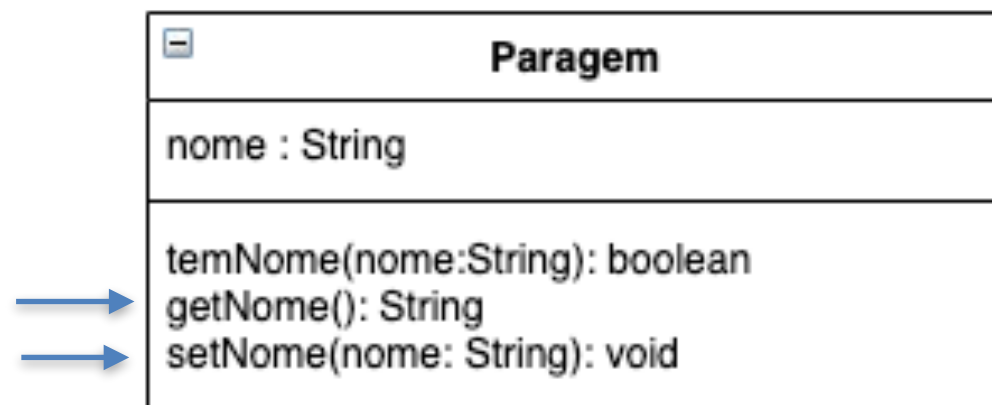 Paragem
nome : String
temNome(nome:String): boolean
getNome(): String
setNome(nome: String): void